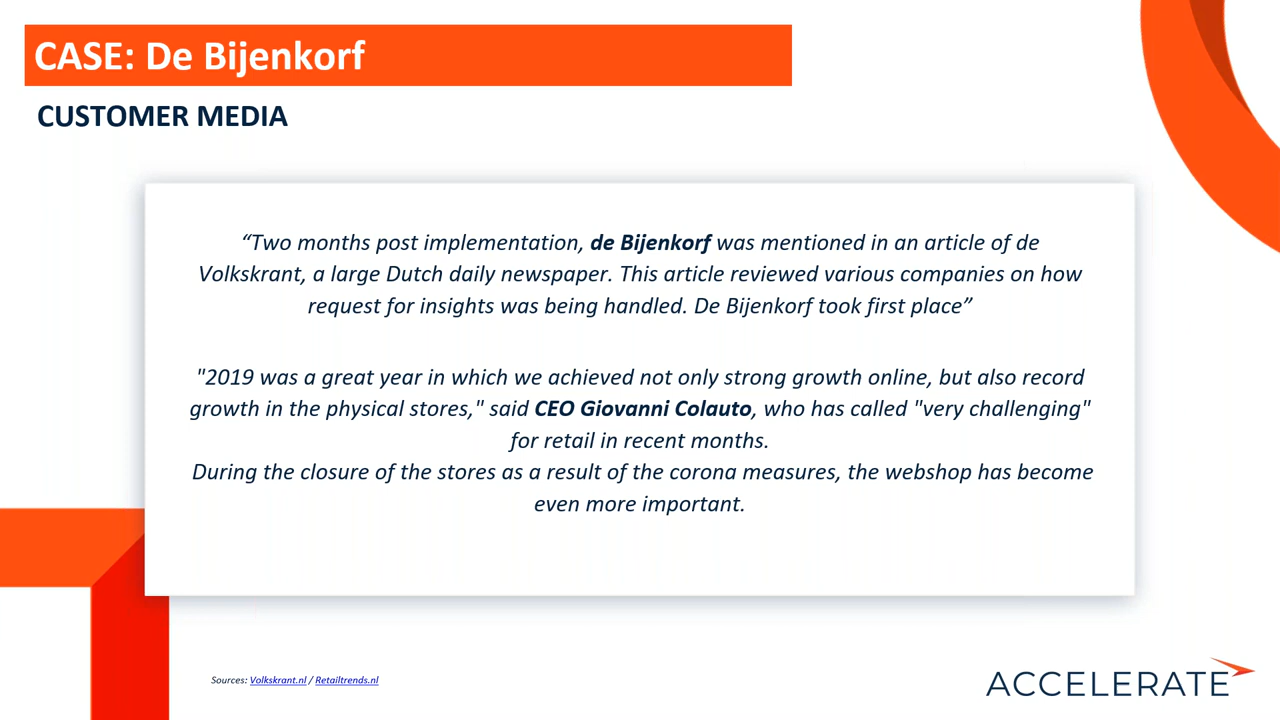 CASE: De Bijenkorf
CUSTOMER MEDIA
“Two months post implementation, de Bijenkorf was mentioned in an article of de
Volkskrant, a large Dutch daily newspaper. This article reviewed various companies on how
request for insights was being handled. De Bijenkorf took first place”
"2019 was a great year in which we achieved not only strong growth online, but also record
growth in the physical stores," said CEO Giovanni Colauto, who has called "very challenging"
for retail in recent months.
During the closure of the stores as a result of the corona measures, the webshop has become
even more important.
Sources: Volkskrant.nl / Retailtrends.nl
ACCELERATE